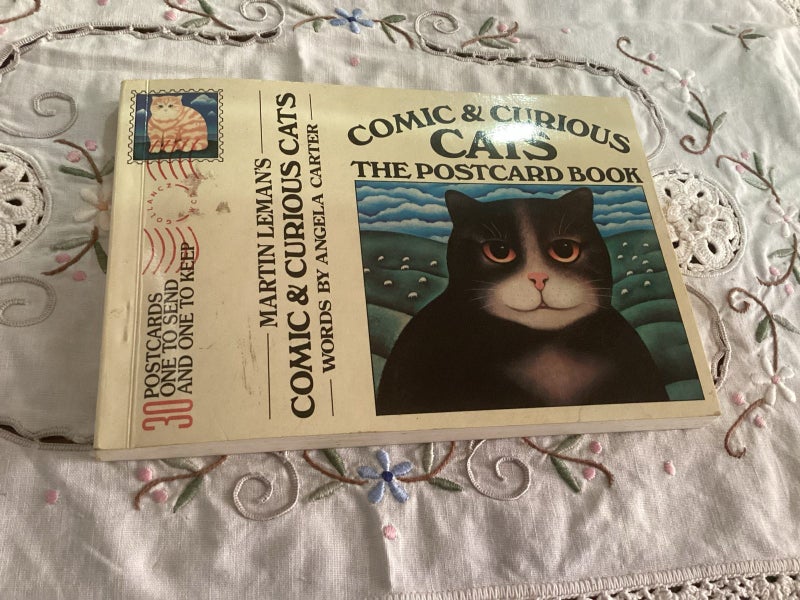 COMIC & CURIOUS
CATS
THE POSTCARD BOOK
MARTIN LEMAN'S
COMIC & CURIOUS CATS
WORDS BY ANGELA CARTER
30 POSTCARDS
ONE TO SEND
AND ONE TO KEEP